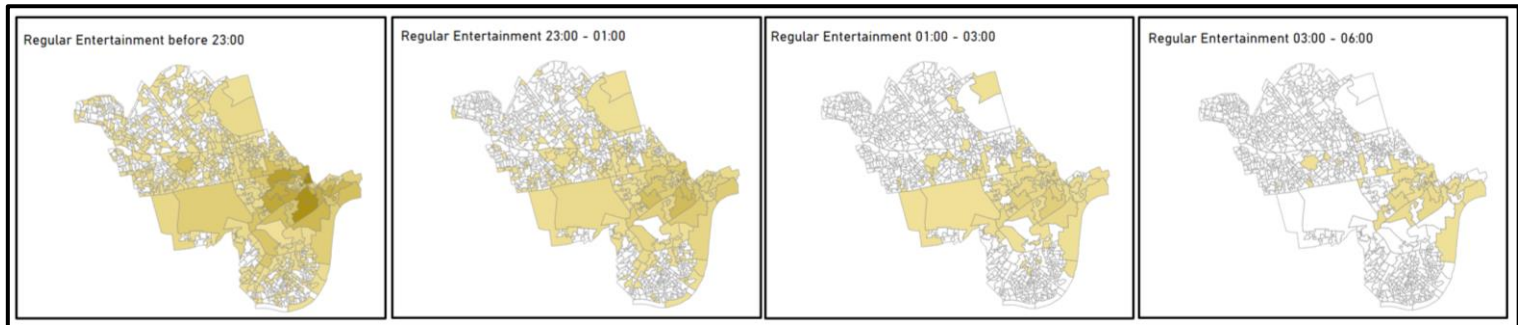 Regular Entertainment before 23:00
Regular Entertainment 23:00 - 01:00
Regular Entertainment 01:00 - 03:00
Regular Entertainment 03:00 - 06:00